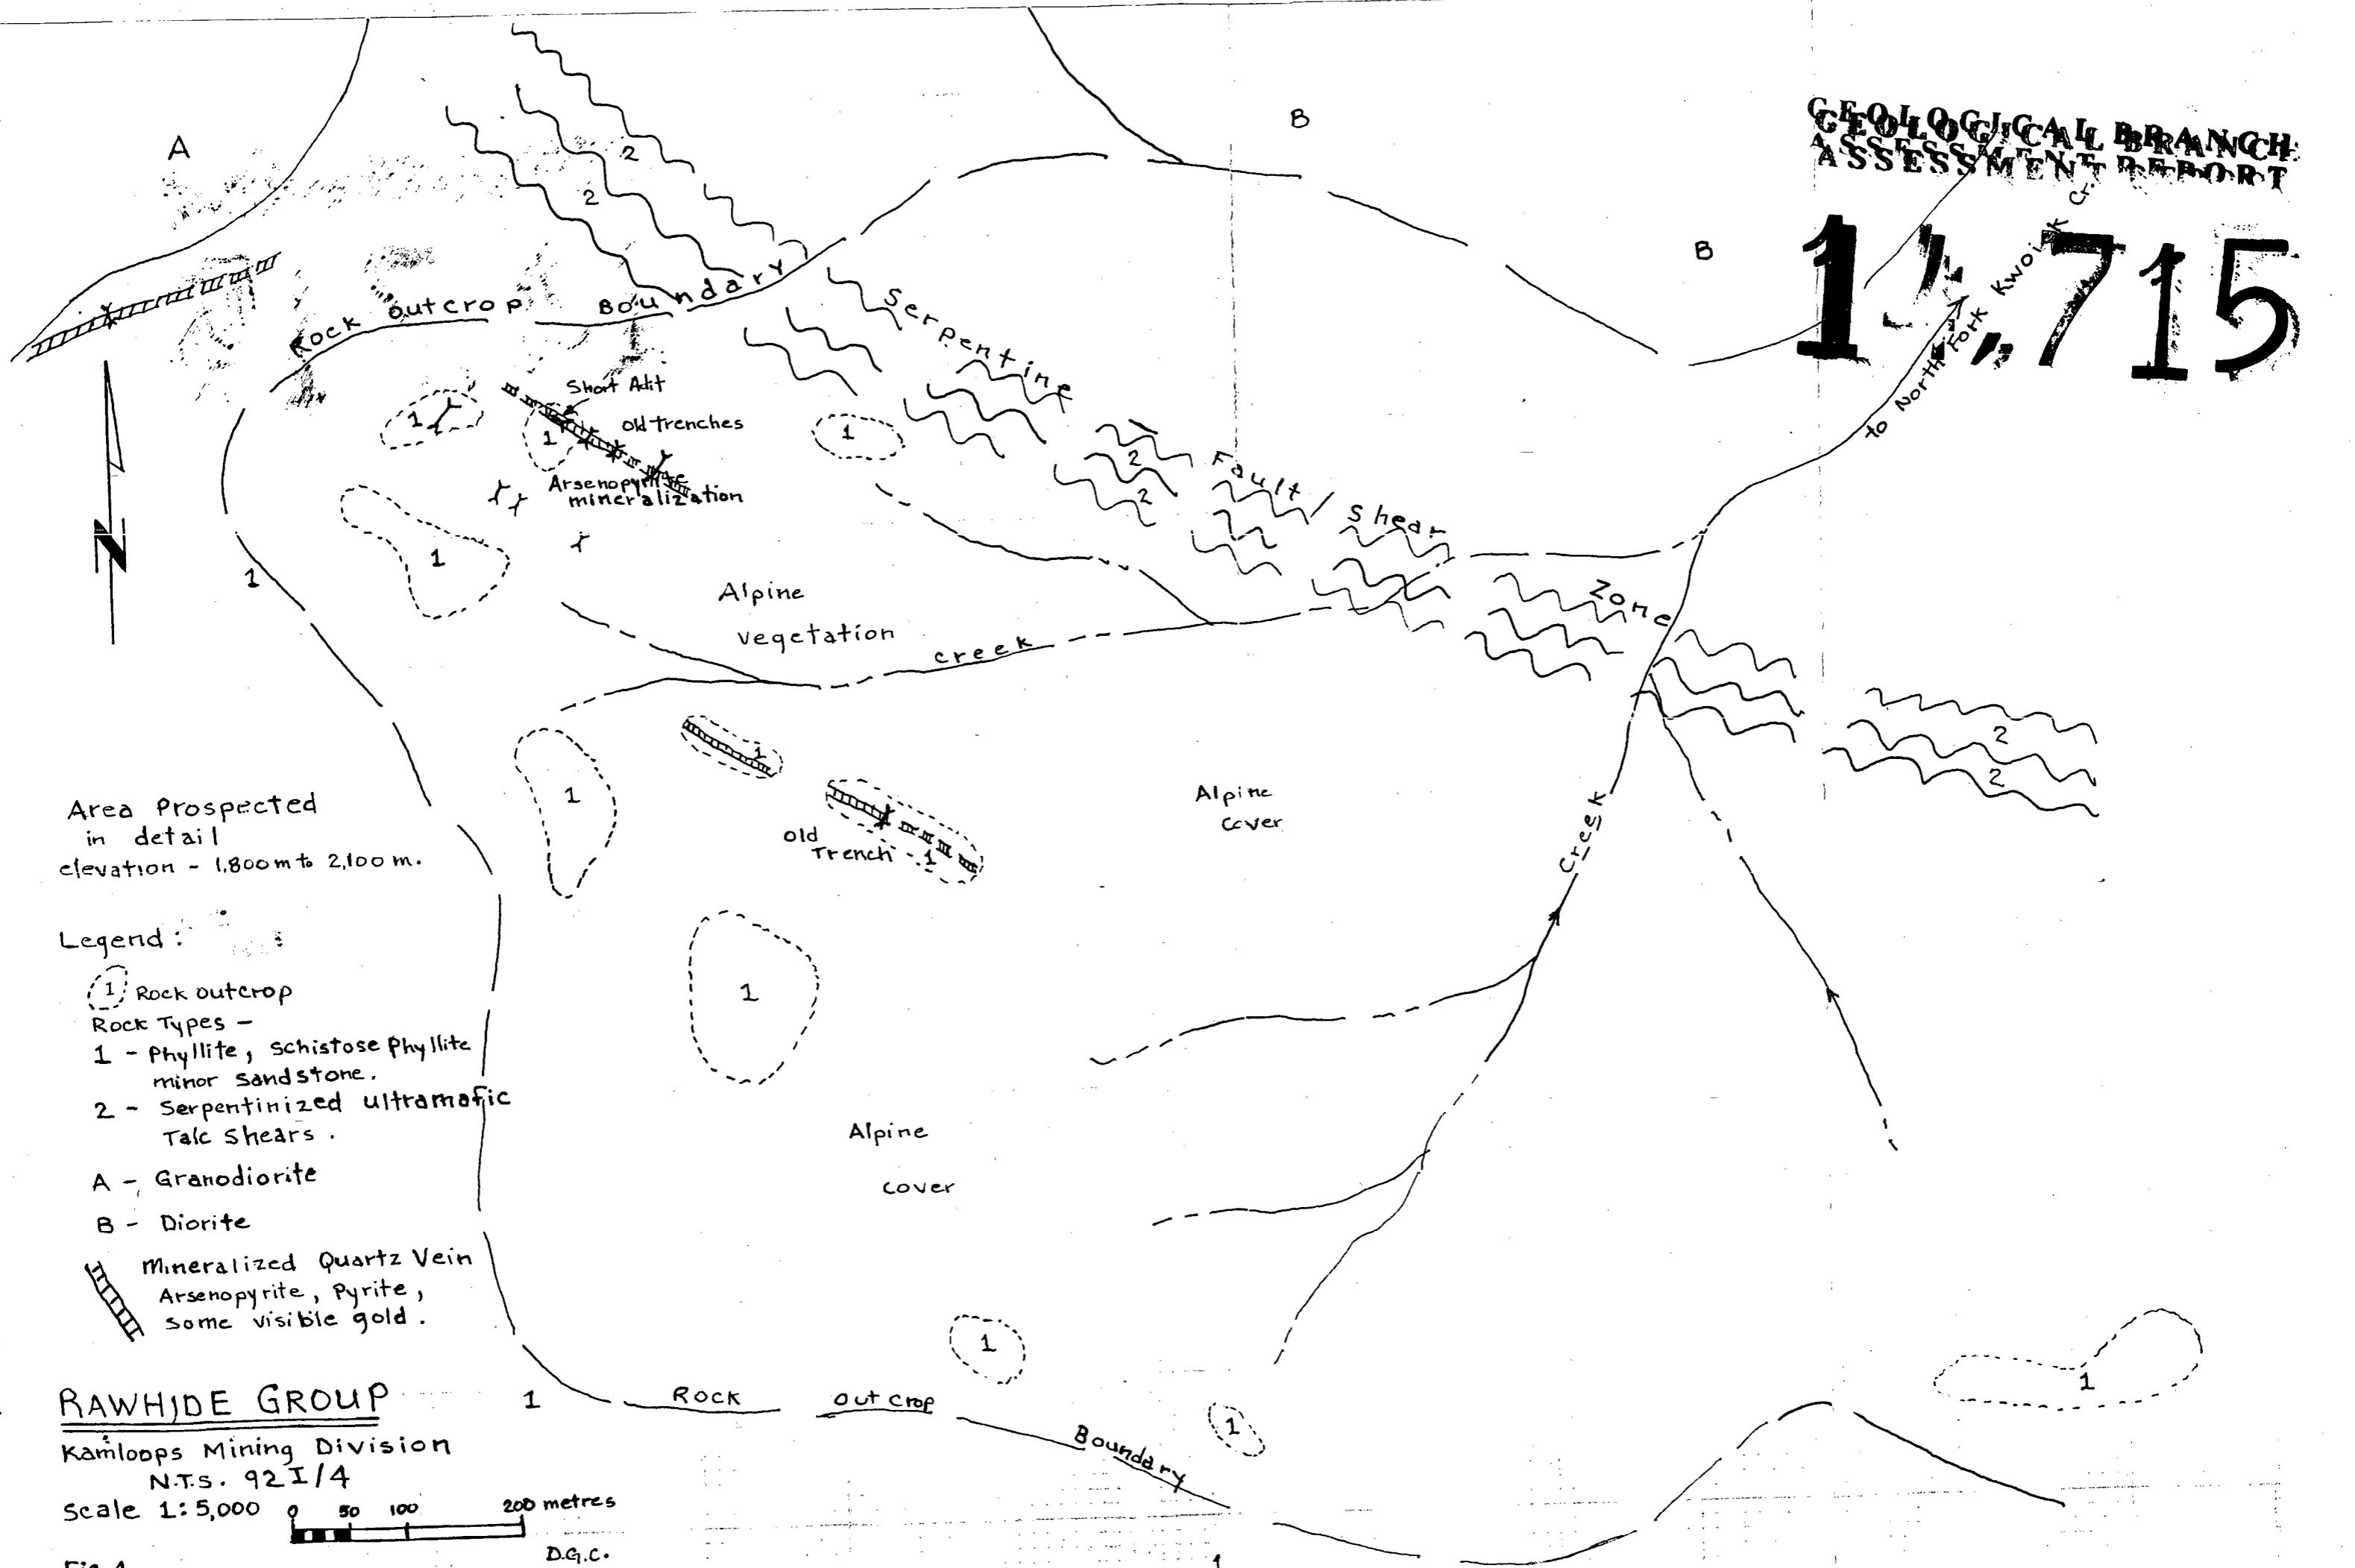 GEOLOGICAL BRANCH
ASSESSMENT REPORT
715
A
B
B
2
2
to North Fork Kwoiek Cr.
Rock outcrop Boundary
Serpentine Fault / Shear Zone
Short Adit
Old Trenches
Arsenopyrite
mineralization
1
1
1
1
1
2
2
N
Alpine
vegetation
creek
1
1
2
2
Area Prospected
in detail
elevation - 1,800 m to 2,100 m.
Old
Trench
1
Alpine
cover
Creek
1
Alpine
cover
Legend :
1 Rock outcrop
Rock Types -
1 - Phyllite, Schistose Phyllite
minor sandstone.
2 - Serpentinized ultramafic
Talc Shears.
A - Granodiorite
B - Diorite
Mineralized Quartz Vein
Arsenopyrite, Pyrite,
some visible gold.
1
1
1
1
Rock outcrop Boundary
1
RAWHIDE GROUP
Kamloops Mining Division
N.T.S. 92 I/4
Scale 1:5,000
0 50 100 200 metres
D.G.C.